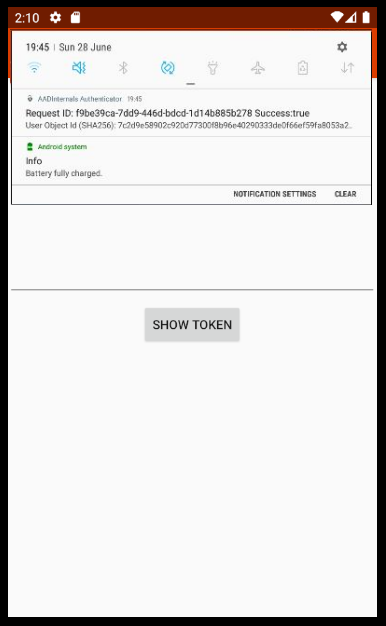 2:10
19:45 | Sun 28 June
AADInternals Authenticator 19:45
Request ID: f9be39ca-7dd9-446d-bdcd-1d14b885b278 Success:true
User Object Id (SHA256): 7c2d9e58902c920d77300f8b96e40290333de0f66ef59fa8053a2..
Android system
Info
Battery fully charged.
NOTIFICATION SETTINGS CLEAR
SHOW TOKEN